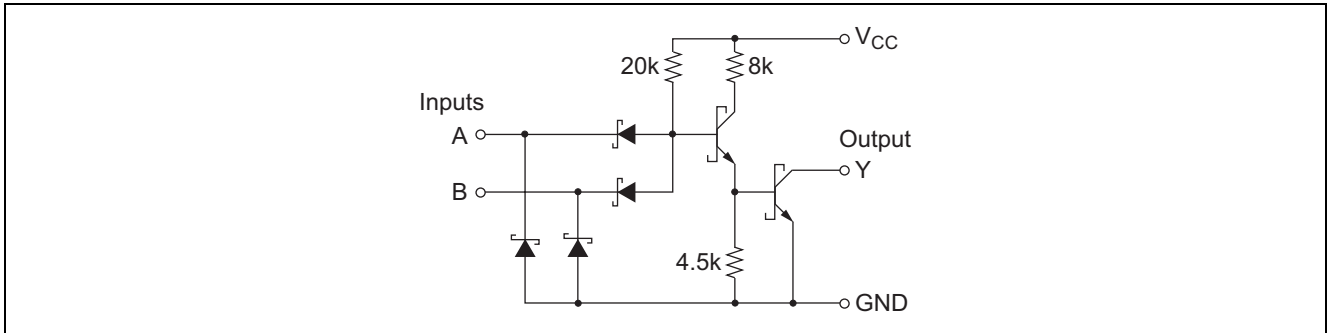 V_CC
20k
8k
Inputs
A
Output
Y
B
4.5k
GND